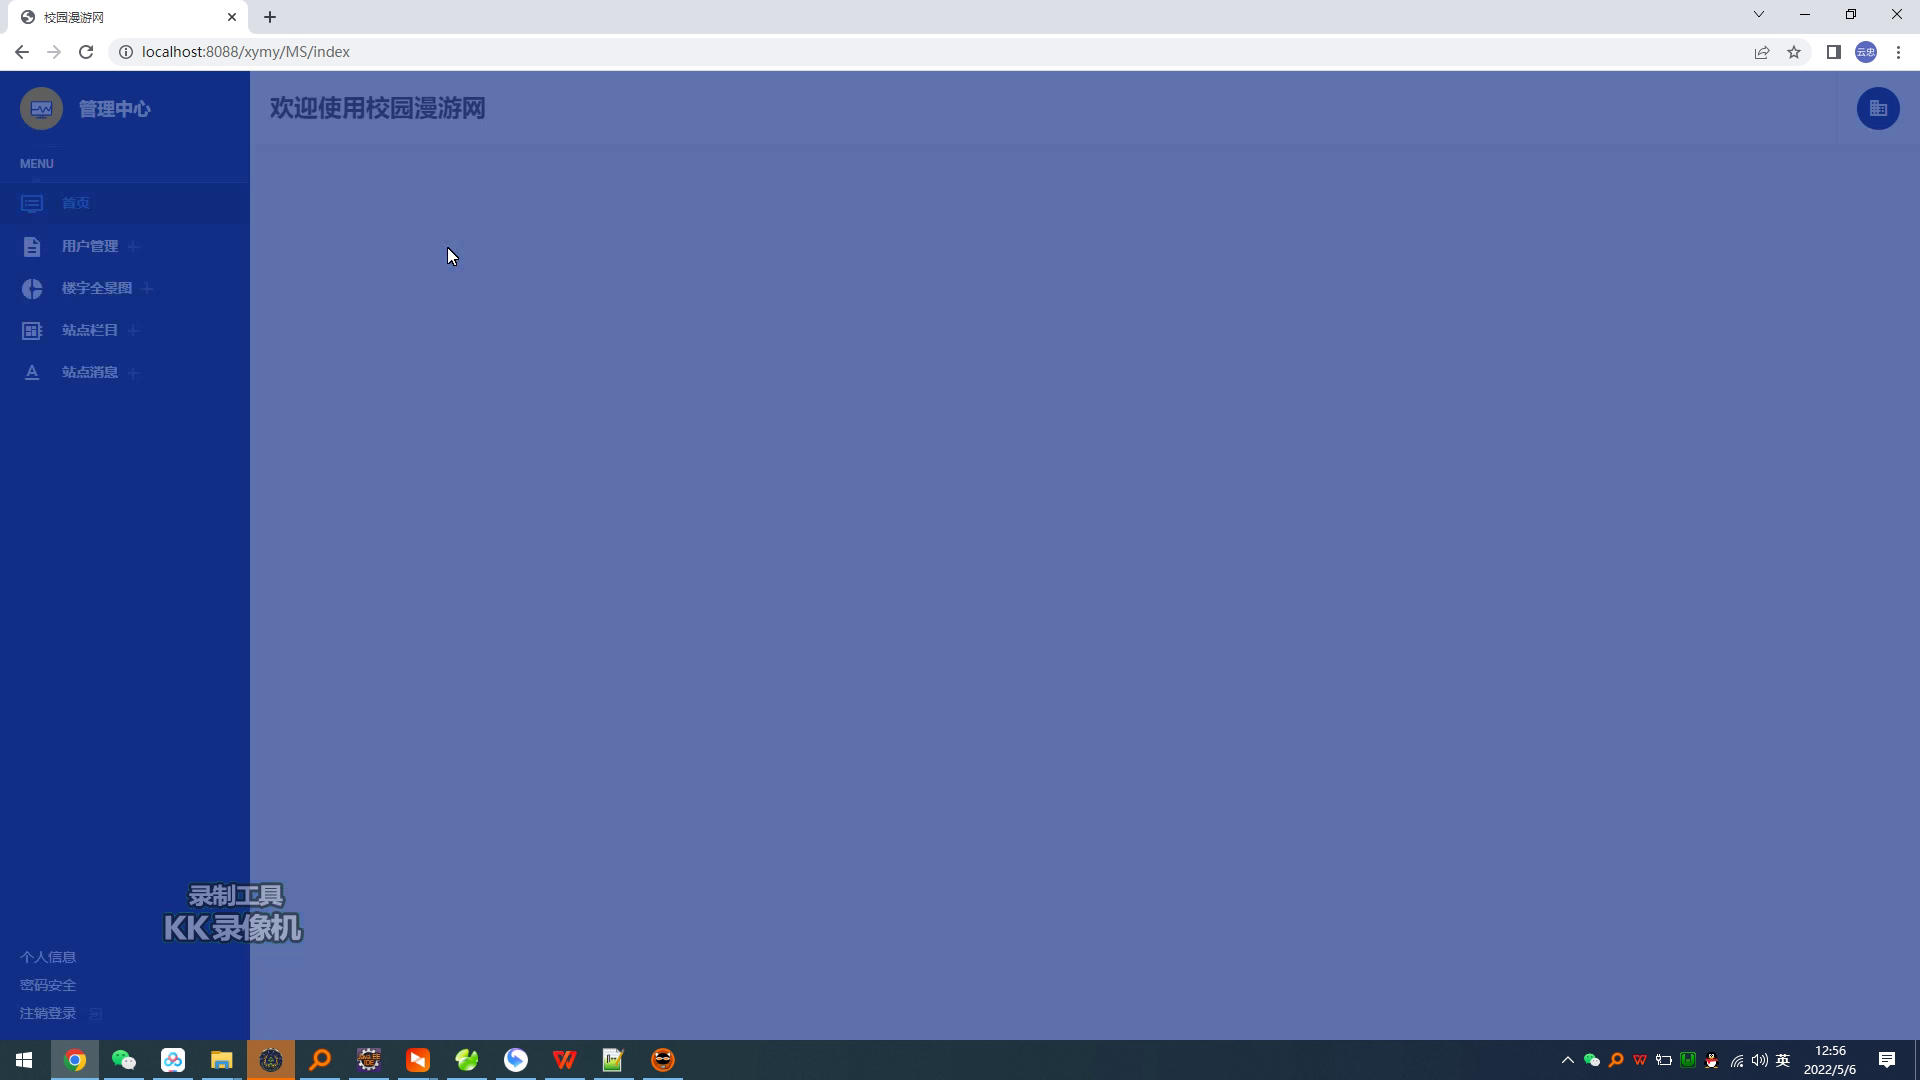 校园漫游网
localhost:8088/xymy/MS/index
管理中心
欢迎使用校园漫游网
MENU
首页
用户管理
楼宇全景图
站点栏目
站点消息
录制工具
KK 录像机
个人信息
密码安全
注销登录
云忠
英
12:56
2022/5/6